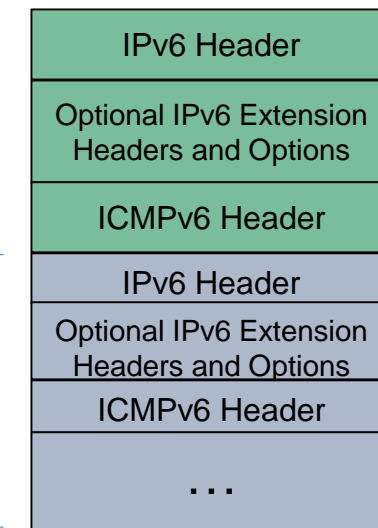 IPv6 Header
Optional IPv6 Extension
Headers and Options
ICMPv6 Header
IPv6 Header
Optional IPv6 Extension
Headers and Options
ICMPv6 Header
...